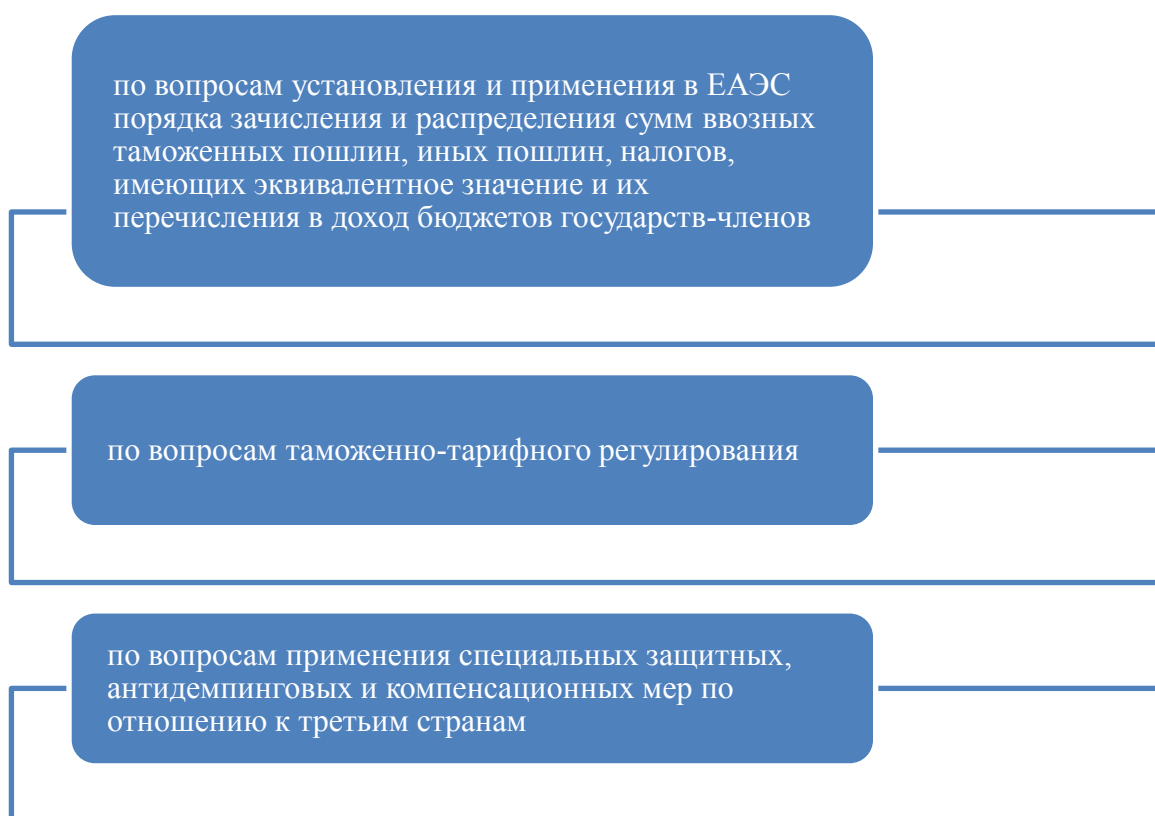 по вопросам установления и применения в ЕАЭС
порядка зачисления и распределения сумм ввозных
таможенных пошлин, иных пошлин, налогов,
имеющих эквивалентное значение и их
перечисления в доход бюджетов государств-членов
по вопросам таможенно-тарифного регулирования
по вопросам применения специальных защитных,
антидемпинговых и компенсационных мер по
отношению к третьим странам